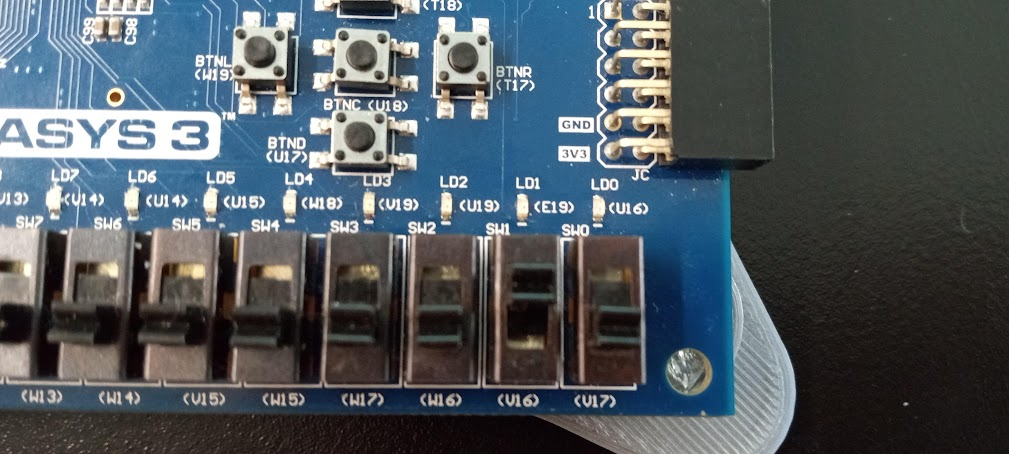 (T18)
C99
C98
1
BTNL
(W19)
BTNR
(T17)
BTNC (U18)
GND
ASYS 3™
BTND
(U17)
3V3
JC
LD7
LD6
LD5
LD4
LD3
LD2
LD1
LD0
V13)
(V14)
(U14)
(U15)
(W18)
(V19)
(U19)
(E19)
(U16)
SW7
SW6
SW5
SW4
SW3
SW2
SW1
SW0
(W13)
(W14)
(V15)
(W15)
(W17)
(W16)
(V16)
(V17)